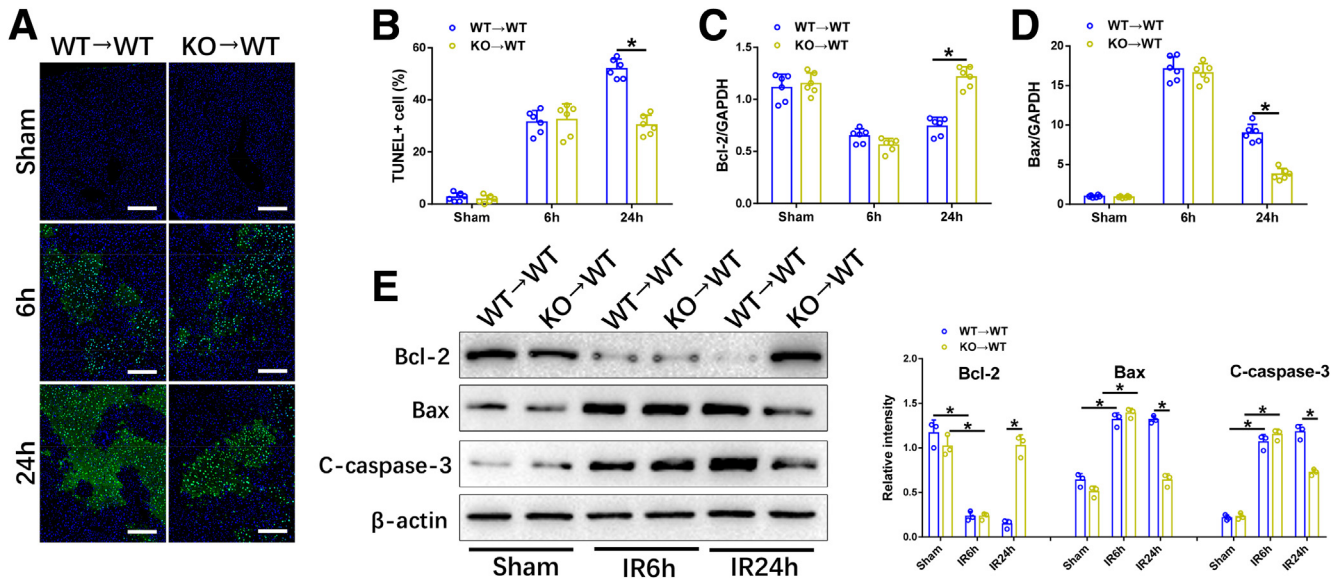 A
WT→WT
KO→WT
Sham
6h
24h
B
WT→WT
KO→WT
TUNEL+ cell (%)
60
40
20
0
*
Sham
6h
24h
C
WT→WT
KO→WT
Bcl-2/GAPDH
1.5
1.0
0.5
0.0
*
Sham
6h
24h
D
WT→WT
KO→WT
Bax/GAPDH
20
15
10
5
0
*
Sham
6h
24h
E
WT→WT
KO→WT
WT→WT
KO→WT
WT→WT
KO→WT
Bcl-2
Bax
C-caspase-3
β-actin
Sham
IR6h
IR24h
WT→WT
KO→WT
Relative intensity
2.0
1.5
1.0
0.5
0.0
Bcl-2
Bax
C-caspase-3
*
*
*
*
*
*
*
*
*
Sham
IR6h
IR24h
Sham
IR6h
IR24h
Sham
IR6h
IR24h